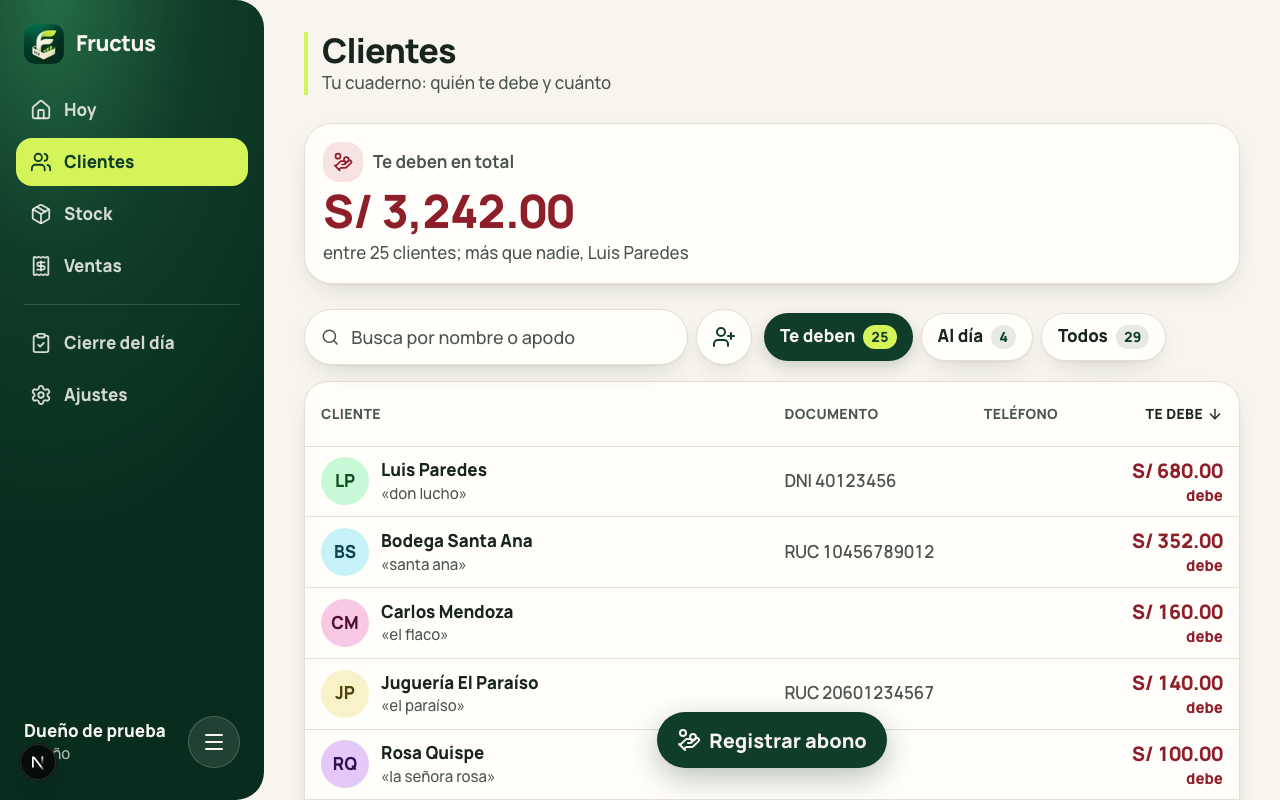 Fructus
Hoy
Clientes
Stock
Ventas
Cierre del día
Ajustes
Dueño de prueba
N
Clientes
Tu cuaderno: quién te debe y cuánto
Te deben en total
S/ 3,242.00
entre 25 clientes; más que nadie, Luis Paredes
Busca por nombre o apodo
Te deben 25
Al día 4
Todos 29
CLIENTE DOCUMENTO TELÉFONO TE DEBE
LP Luis Paredes DNI 40123456 S/ 680.00
«don lucho» debe
BS Bodega Santa Ana RUC 10456789012 S/ 352.00
«santa ana» debe
CM Carlos Mendoza S/ 160.00
«el flaco» debe
JP Juguería El Paraíso RUC 20601234567 S/ 140.00
«el paraíso» debe
RQ Rosa Quispe S/ 100.00
«la señora rosa» debe
Registrar abono